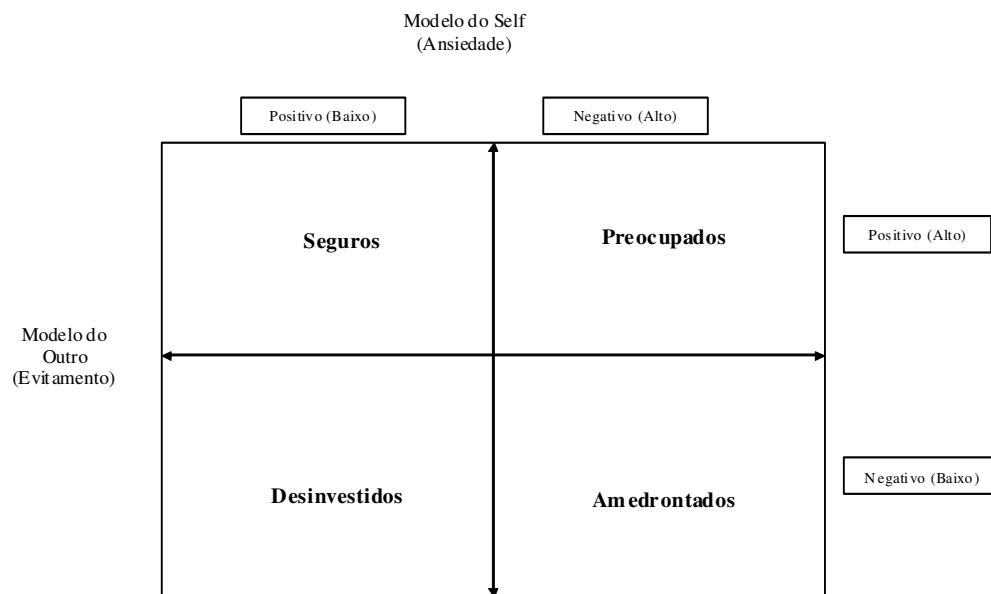 Modelo do Self
(Ansiedade)
Positivo (Baixo)
Negativo (Alto)
Seguros
Preocupados
Positivo (Alto)
Modelo do
Outro
(Evitamento)
Desinvestidos
Amedrontados
Negativo (Baixo)